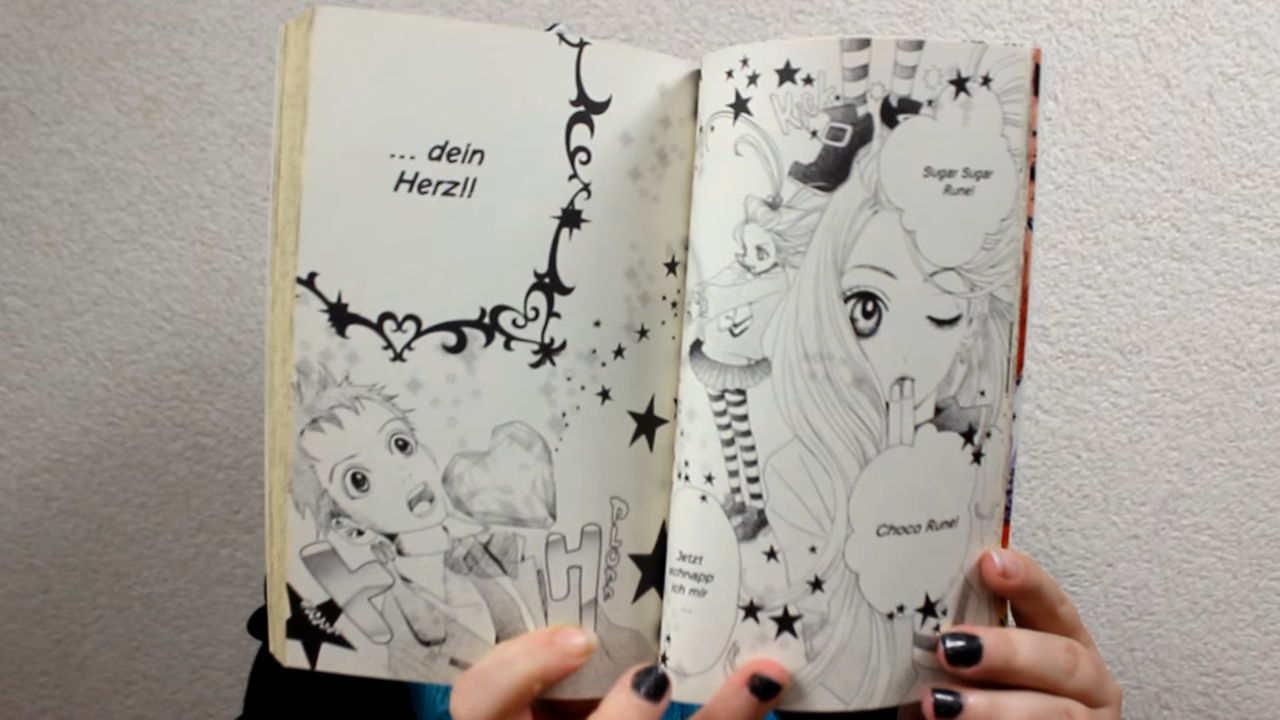 Sugar Sugar
Rune!
Choco Rune!
Jetzt
schnapp
ich mir
...
... dein
Herz!!